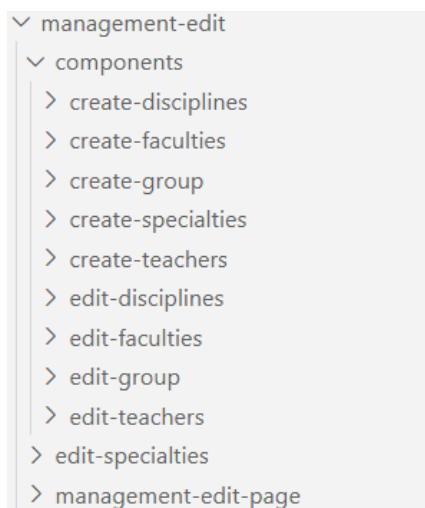 management-edit
components
create-disciplines
create-faculties
create-group
create-specialties
create-teachers
edit-disciplines
edit-faculties
edit-group
edit-teachers
edit-specialties
management-edit-page